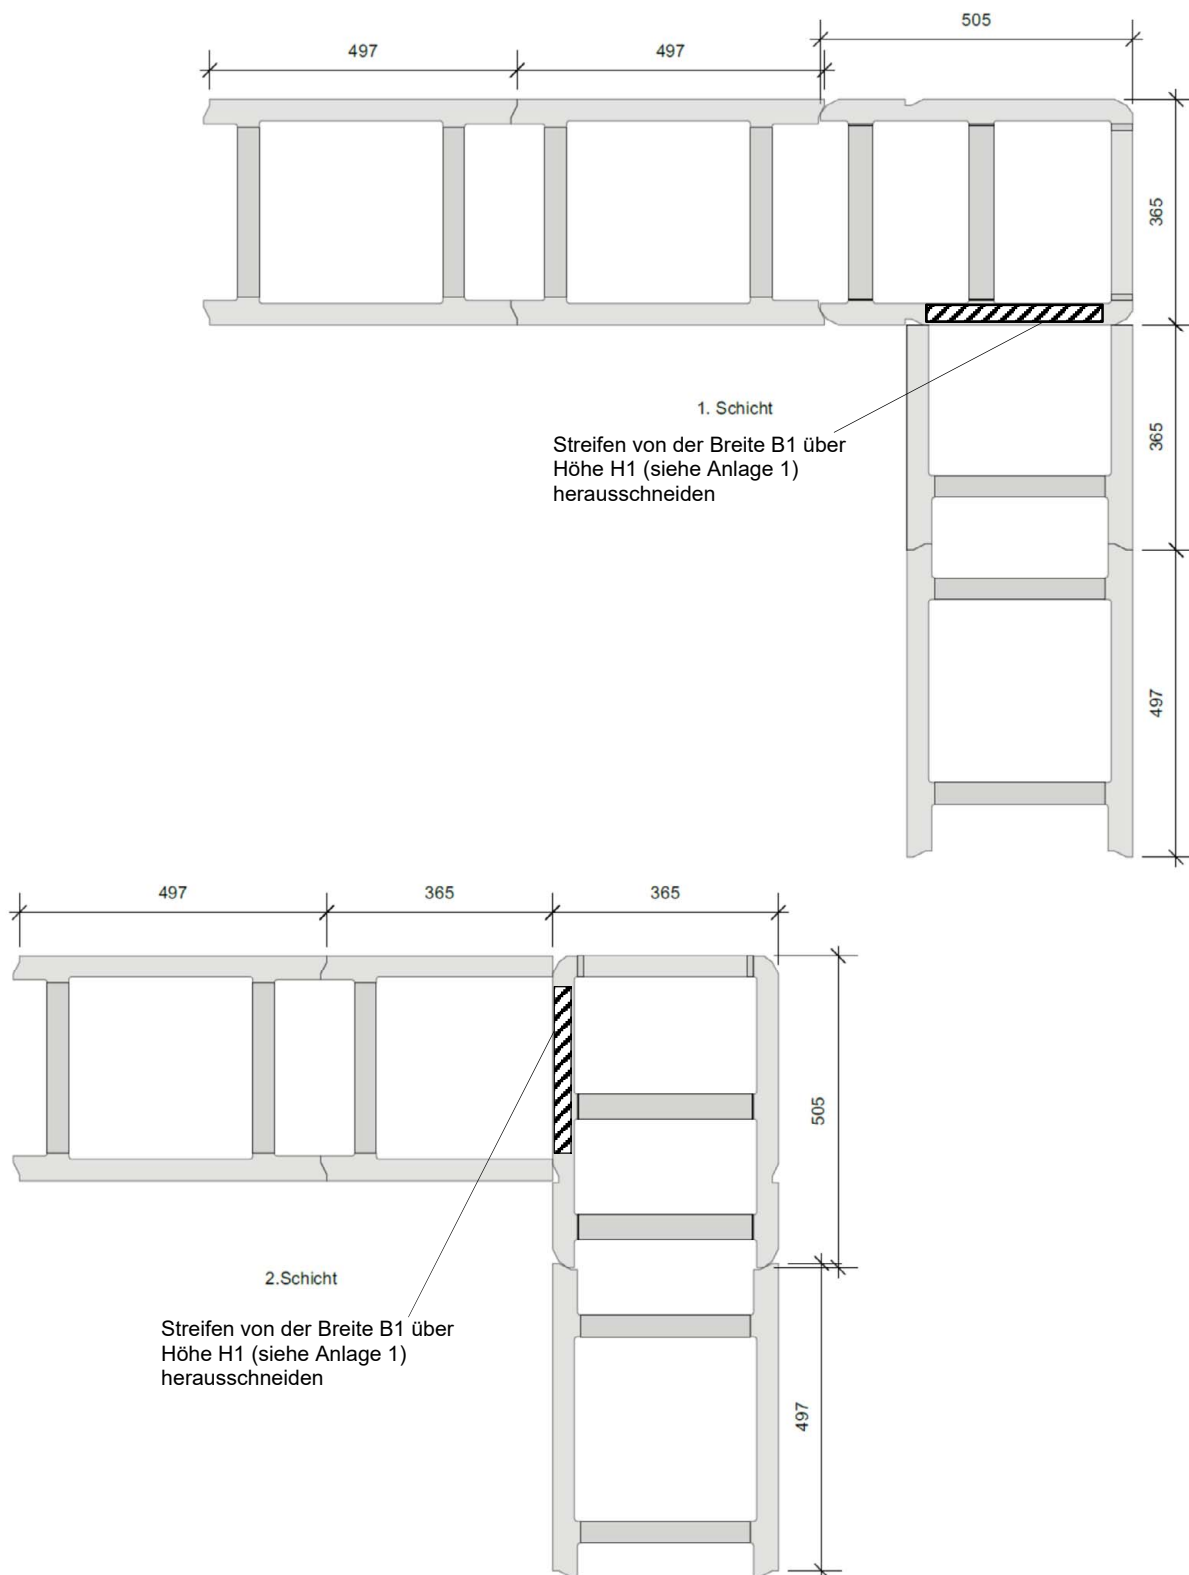 505
497
497
365
1. Schicht
365
Streifen von der Breite B1 über
Höhe H1 (siehe Anlage 1)
herausschneiden
497
497
365
365
505
2.Schicht
Streifen von der Breite B1 über
Höhe H1 (siehe Anlage 1)
herausschneiden
497